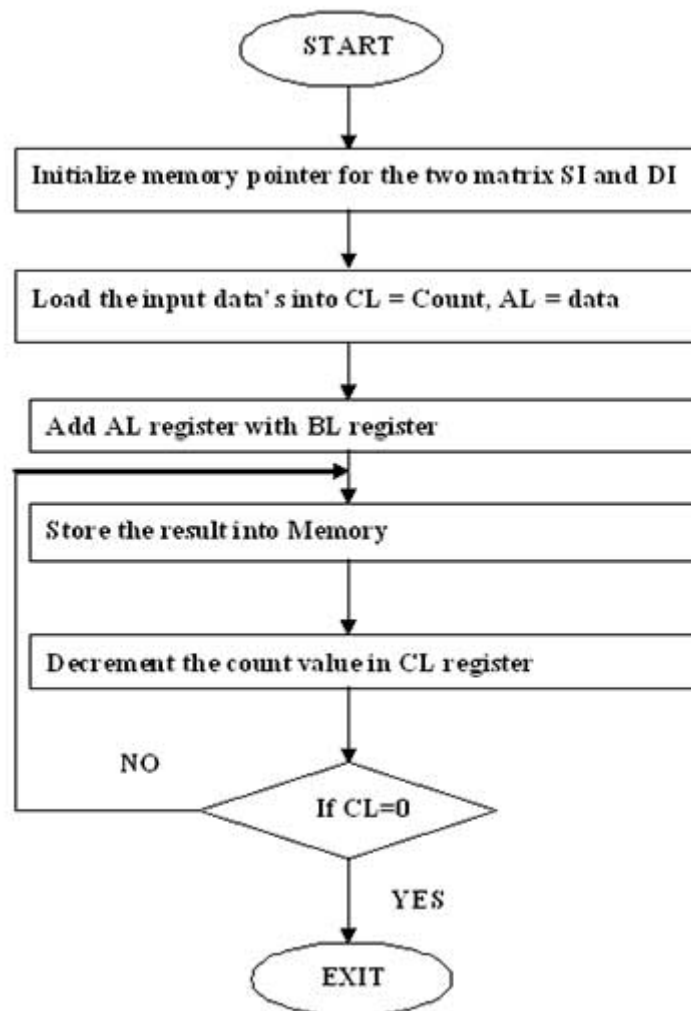 START
Initialize memory pointer for the two matrix SI and DI
Load the input data's into CL = Count, AL = data
Add AL register with BL register
Store the result into Memory
Decrement the count value in CL register
NO
If CL=0
YES
EXIT